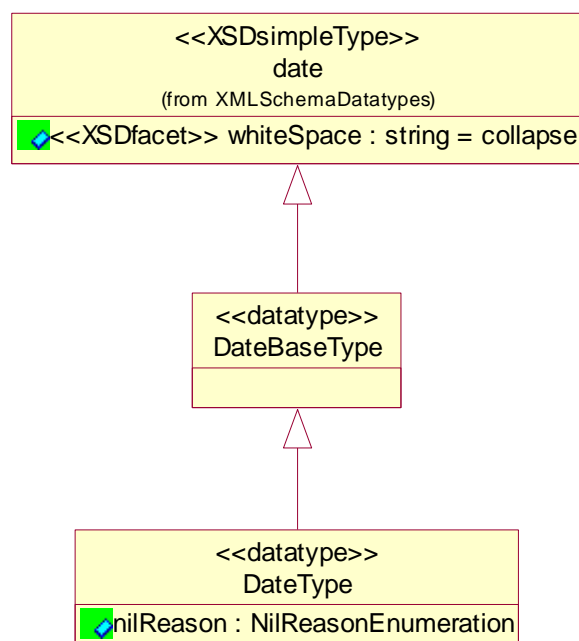 <<XSDsimpleType>>
date
(from XMLSchemaDatatypes)
<<XSDfacet>> whiteSpace : string = collapse
<<datatype>>
DateBaseType
<<datatype>>
DateType
nilReason : NilReasonEnumeration